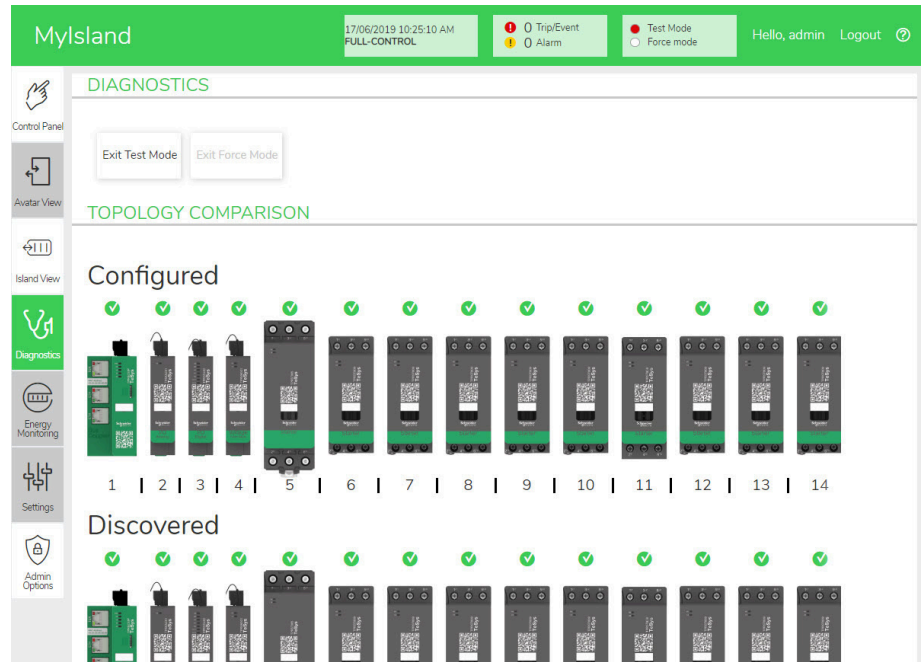 MyIsland
17/06/2019 10:25:10 AM
FULL-CONTROL
0 Trip/Event
0 Alarm
Test Mode
Force mode
Hello, admin Logout
Control Panel
Avatar View
Island View
Diagnostics
Energy
Monitoring
Settings
Admin
Options
DIAGNOSTICS
Exit Test Mode Exit Force Mode
TOPOLOGY COMPARISON
Configured
1 2 3 4 5 6 7 8 9 10 11 12 13 14
Discovered